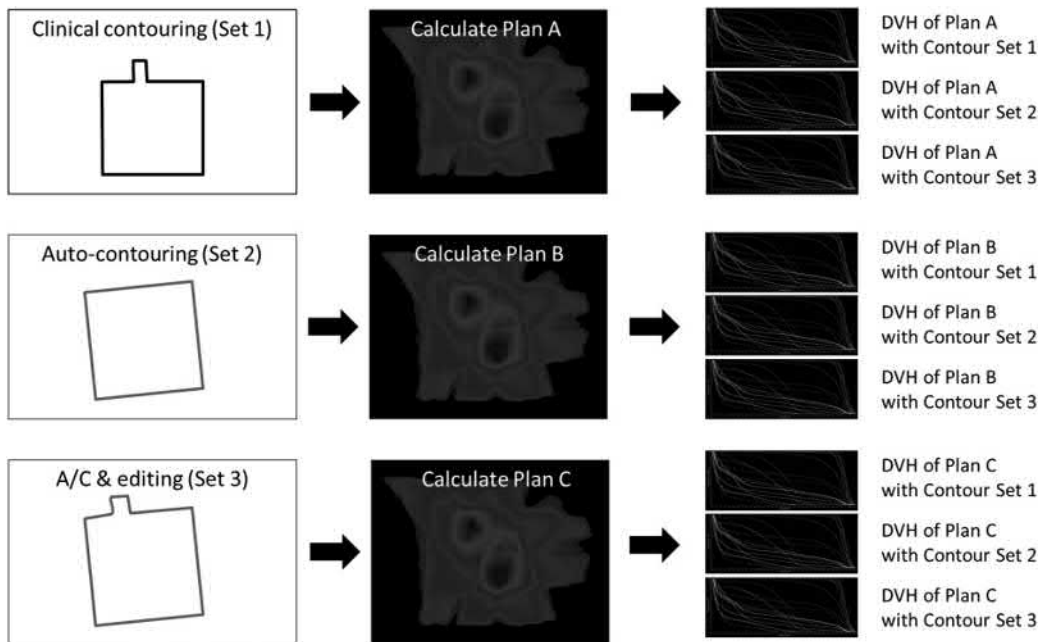 Clinical contouring (Set 1)
Calculate Plan A
DVH of Plan A
with Contour Set 1
DVH of Plan A
with Contour Set 2
DVH of Plan A
with Contour Set 3
Auto-contouring (Set 2)
Calculate Plan B
DVH of Plan B
with Contour Set 1
DVH of Plan B
with Contour Set 2
DVH of Plan B
with Contour Set 3
A/C & editing (Set 3)
Calculate Plan C
DVH of Plan C
with Contour Set 1
DVH of Plan C
with Contour Set 2
DVH of Plan C
with Contour Set 3